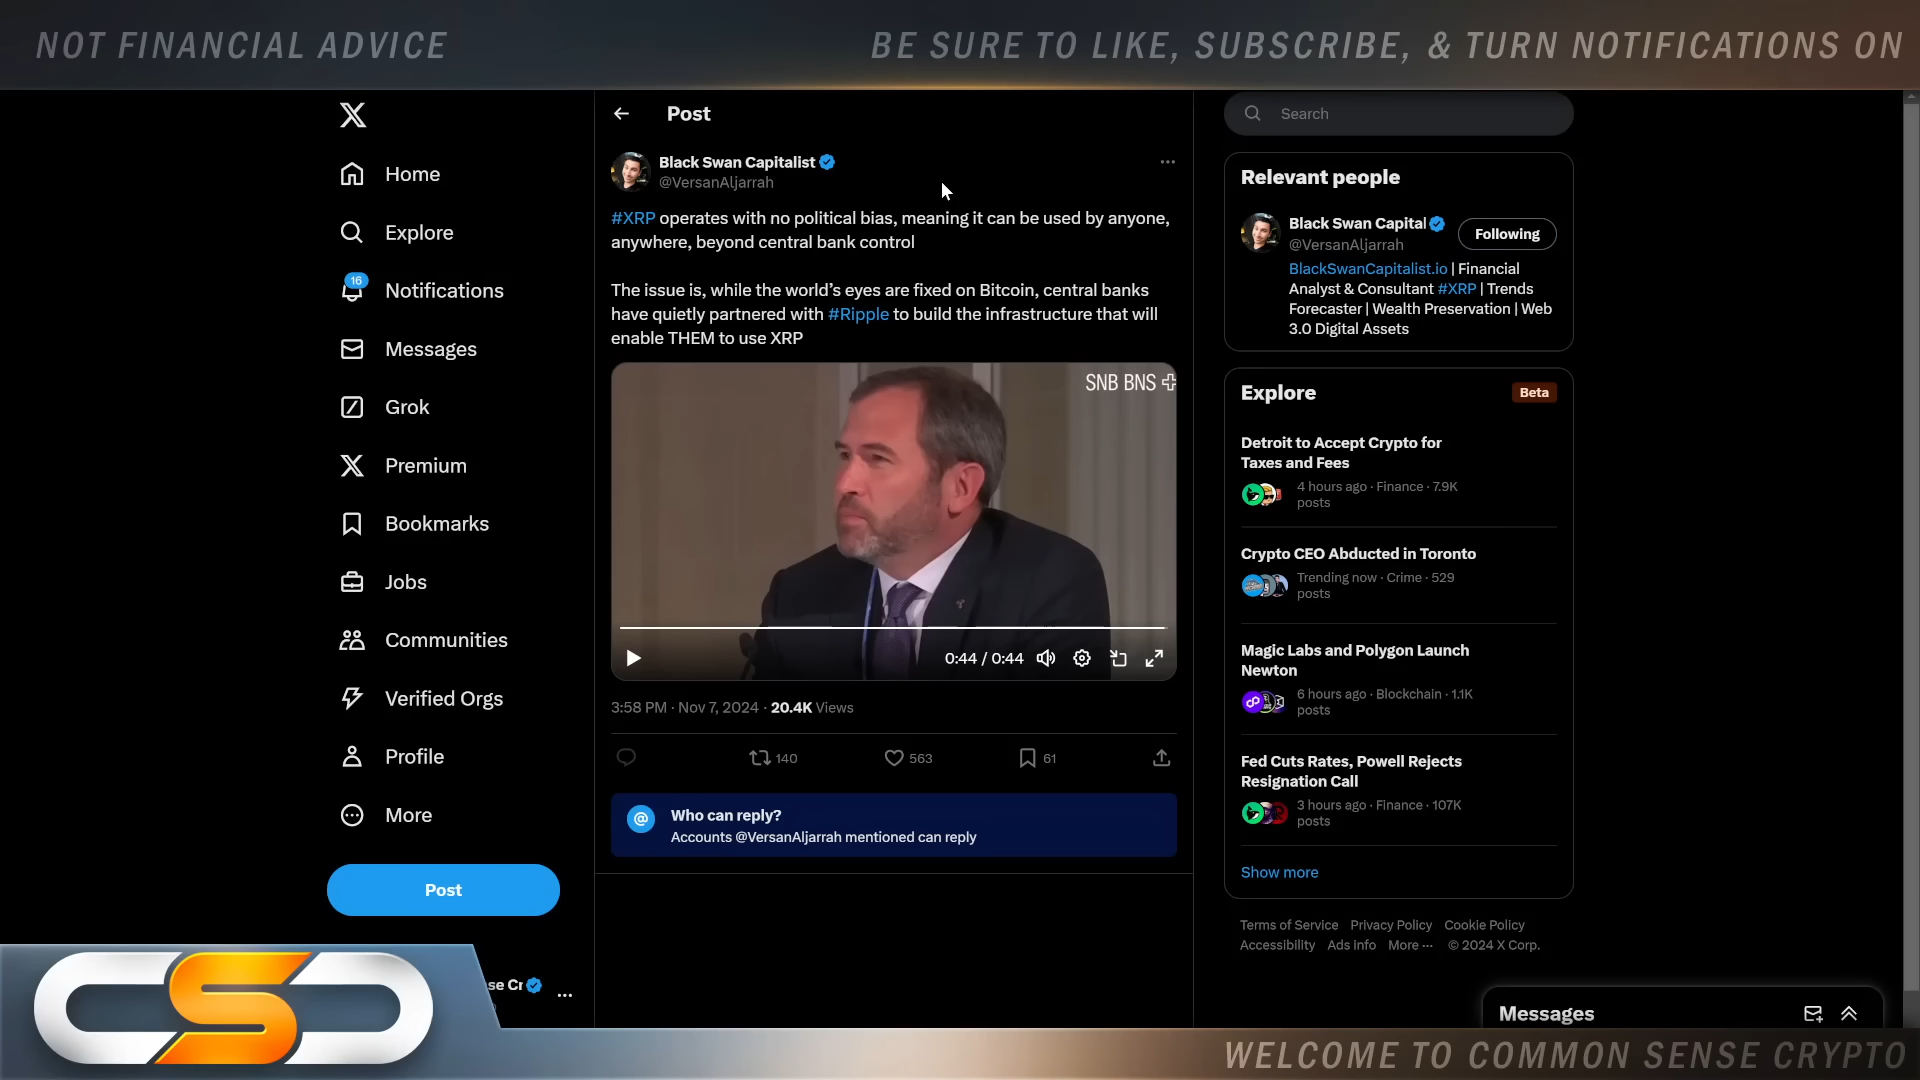 NOT FINANCIAL ADVICE
BE SURE TO LIKE, SUBSCRIBE, & TURN NOTIFICATIONS ON
Home
Explore
16
Notifications
Messages
Grok
Premium
Bookmarks
Jobs
Communities
Verified Orgs
Profile
More
Post
se Cr
Post
Black Swan Capitalist
@VersanAljarrah
#XRP operates with no political bias, meaning it can be used by anyone,
anywhere, beyond central bank control
The issue is, while the world's eyes are fixed on Bitcoin, central banks
have quietly partnered with #Ripple to build the infrastructure that will
enable THEM to use XRP
SNB BNS
0:44 / 0:44
3:58 PM · Nov 7, 2024 · 20.4K Views
140
563
61
Who can reply?
Accounts @VersanAljarrah mentioned can reply
Search
Relevant people
Black Swan Capital
@VersanAljarrah
Following
BlackSwanCapitalist.io | Financial
Analyst & Consultant #XRP | Trends
Forecaster | Wealth Preservation | Web
3.0 Digital Assets
Explore
Beta
Detroit to Accept Crypto for
Taxes and Fees
4 hours ago · Finance · 7.9K
posts
Crypto CEO Abducted in Toronto
Trending now · Crime · 529
posts
Magic Labs and Polygon Launch
Newton
6 hours ago · Blockchain · 1.1K
posts
Fed Cuts Rates, Powell Rejects
Resignation Call
3 hours ago · Finance · 107K
posts
Show more
Terms of Service Privacy Policy Cookie Policy
Accessibility Ads info More ··· © 2024 X Corp.
Messages
CSC
WELCOME TO COMMON SENSE CRYPTO